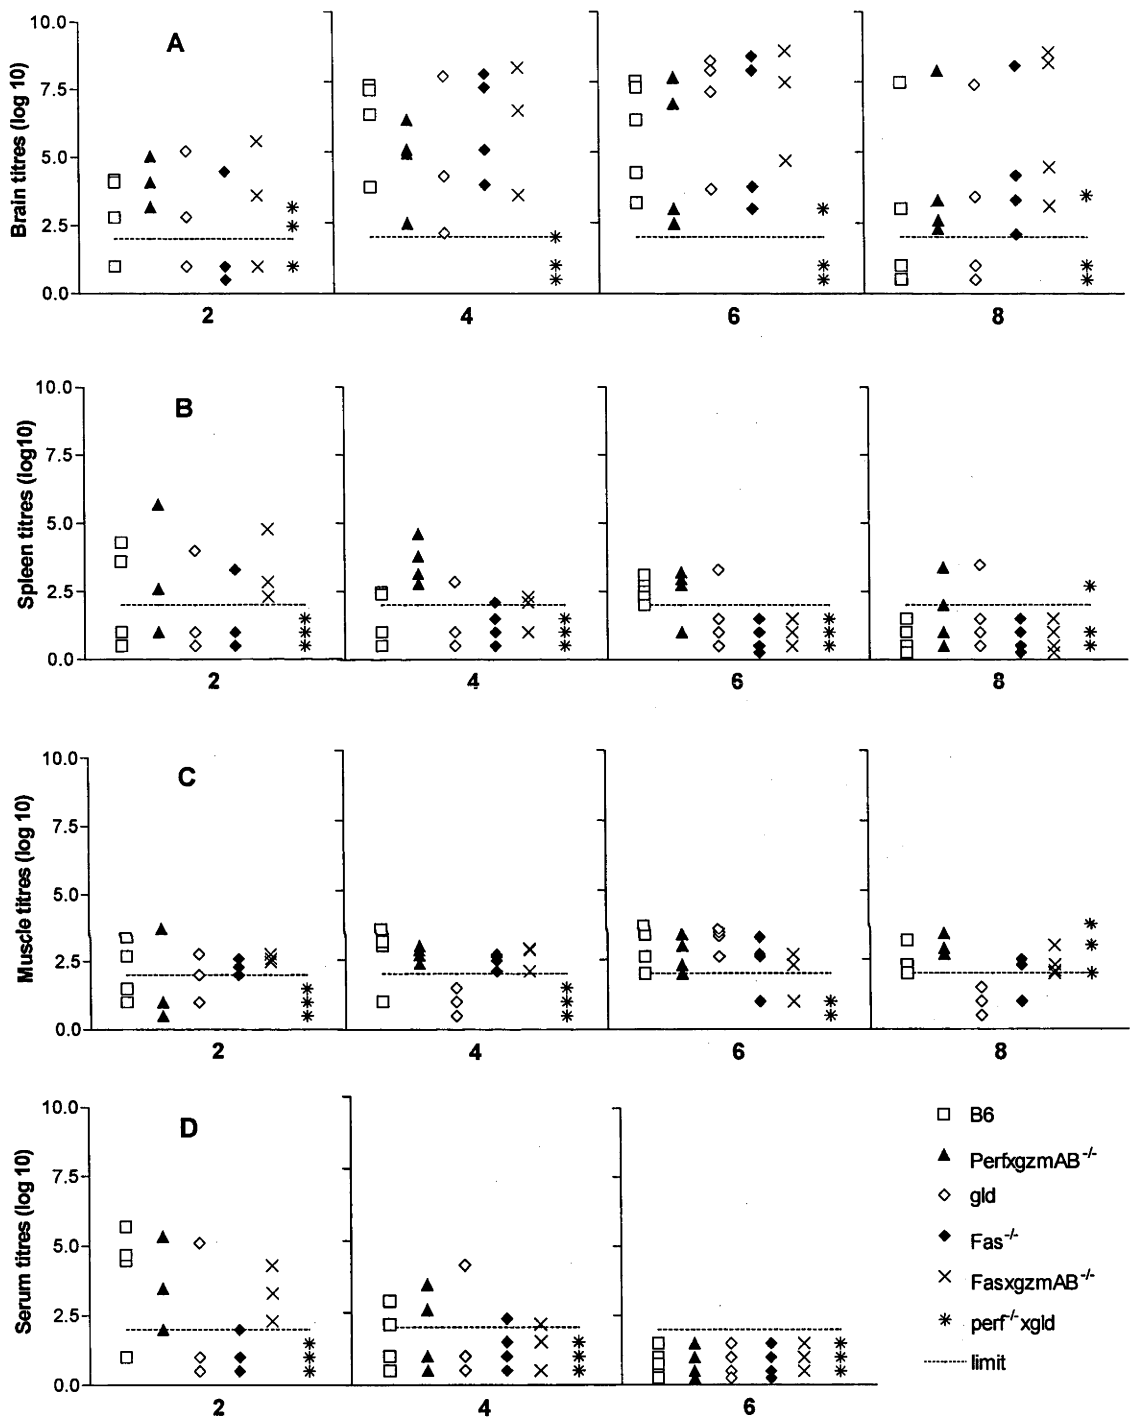 A
Brain titres (log 10)
10.0
7.5
5.0
2.5
0.0
2 4 6 8
B
Spleen titres (log10)
10.0
7.5
5.0
2.5
0.0
2 4 6 8
C
Muscle titres (log 10)
10.0
7.5
5.0
2.5
0.0
2 4 6 8
D
Serum titres (log 10)
10.0
7.5
5.0
2.5
0.0
2 4 6
B6
PerfxgzmAB-/-
gld
Fas-/-
FasxgzmAB-/-
perf-/-xgld
limit